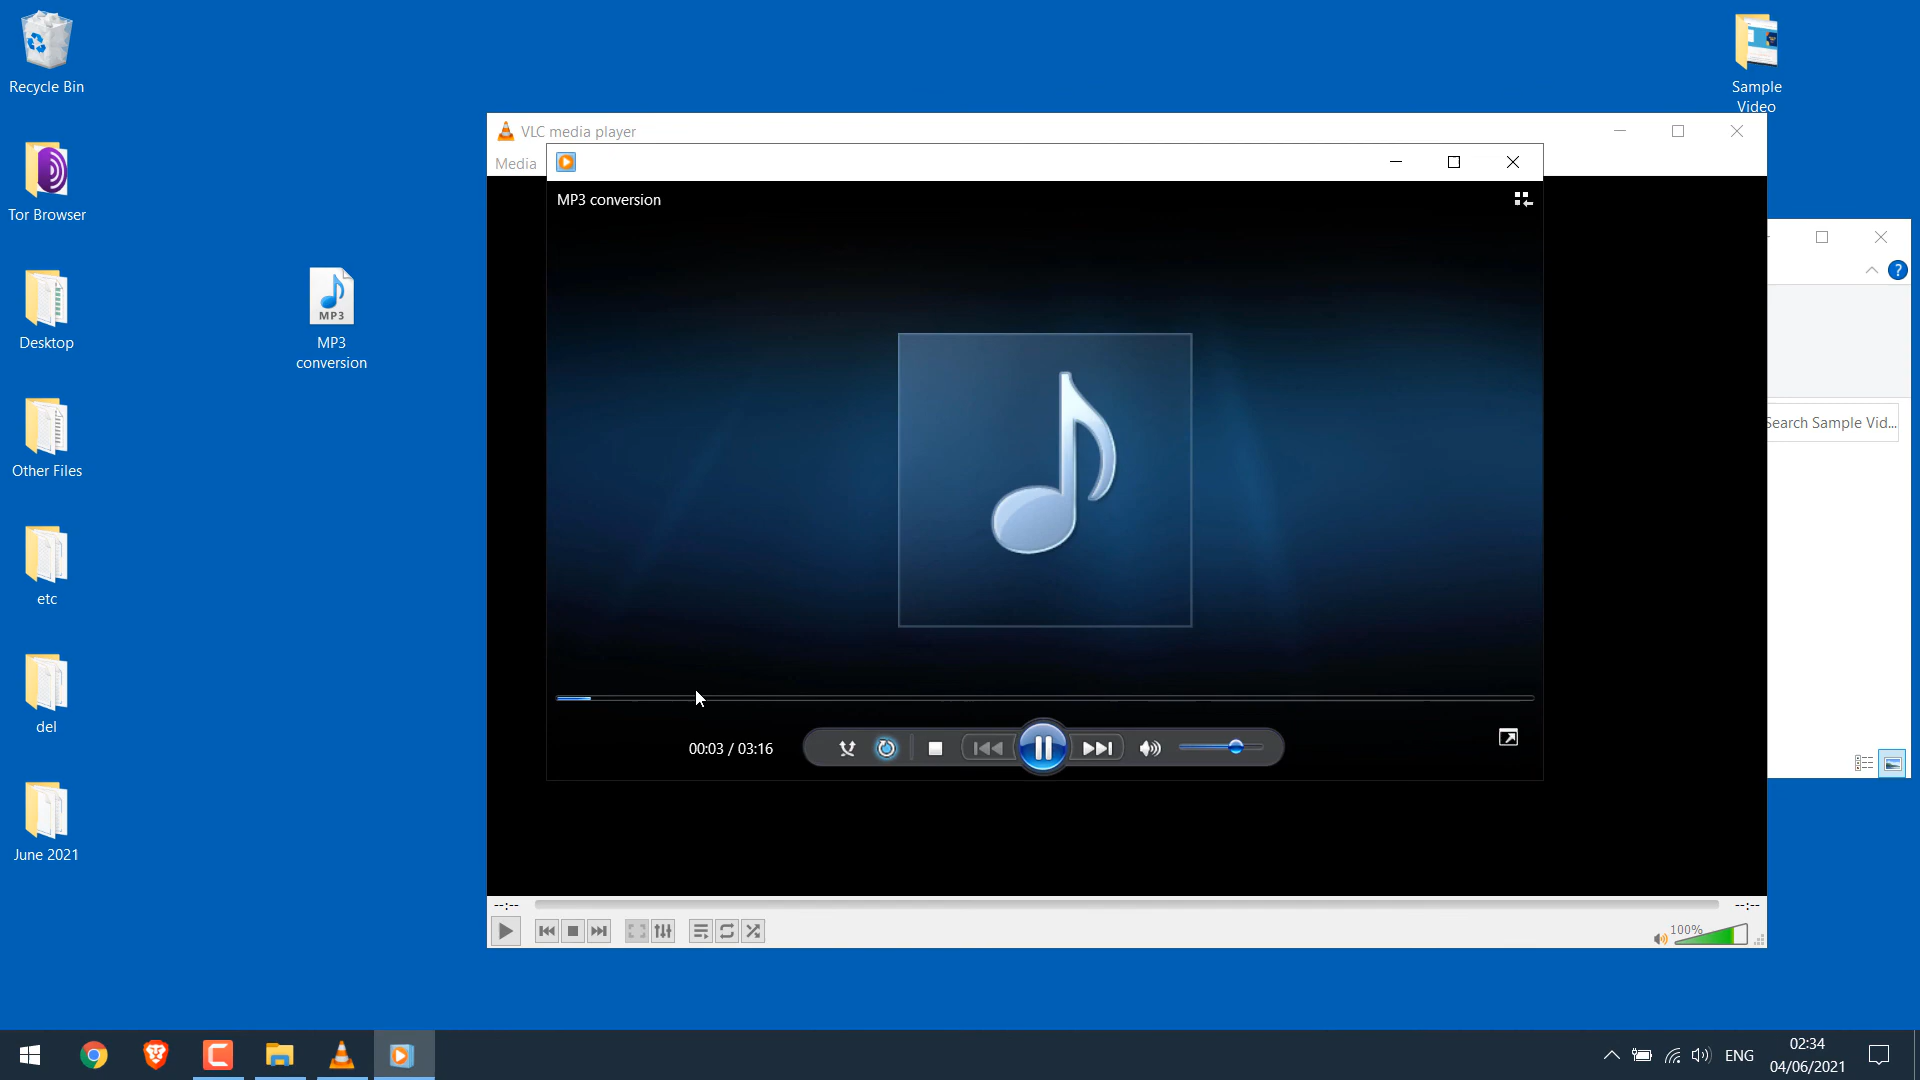 Recycle Bin
Tor Browser
Desktop
Other Files
etc
del
June 2021
MP3
MP3
conversion
Sample
Video
VLC media player
Media
MP3 conversion
00:03 / 03:16
?
Search Sample Vid...
--:--
--:--
100%
ENG
02:34
04/06/2021